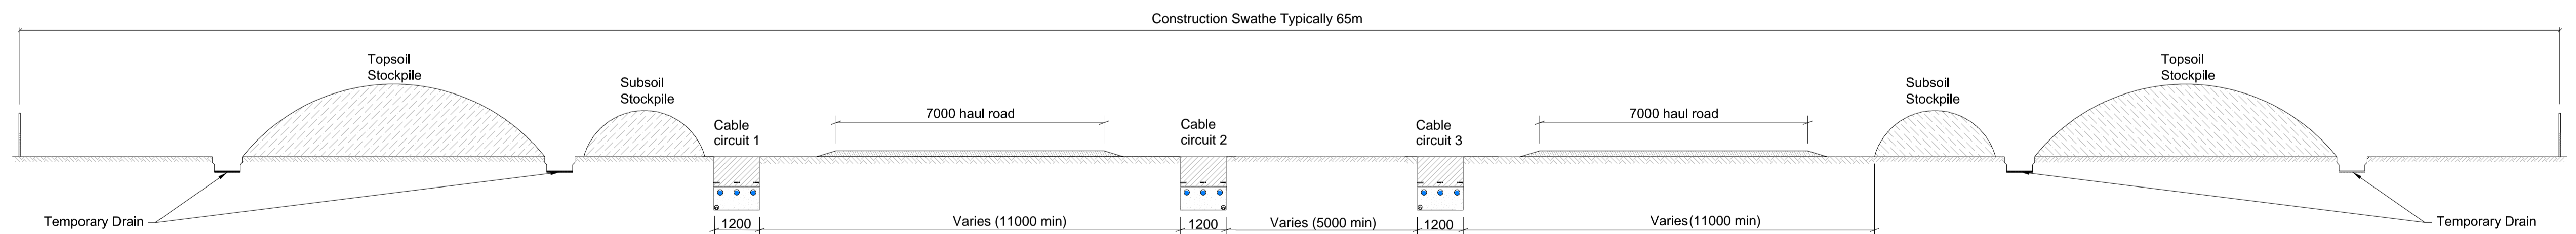 Construction Swathe Typically 65m
Topsoil
Stockpile
Subsoil
Stockpile
Cable
circuit 1
7000 haul road
Cable
circuit 2
Cable
circuit 3
7000 haul road
Subsoil
Stockpile
Topsoil
Stockpile
Temporary Drain
1200
Varies (11000 min)
1200
Varies (5000 min)
1200
Varies(11000 min)
Temporary Drain